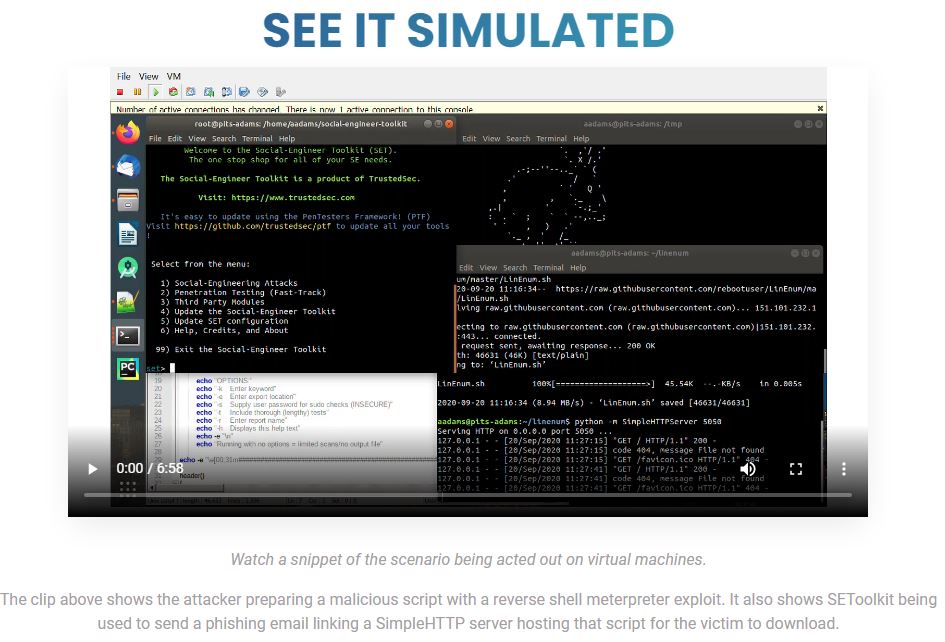 SEE IT SIMULATED
File View VM
Number of active connections has changed. There is now 1 active connection to this console.
root@pits-adams: /home/aadams/social-engineer-toolkit
File Edit View Search Terminal Help
Welcome to the Social-Engineer Toolkit (SET).
The one stop shop for all of your SE needs.
The Social-Engineer Toolkit is a product of TrustedSec.
Visit: https://www.trustedsec.com
It's easy to update using the PenTesters Framework! (PTF)
Visit https://github.com/trustedsec/ptf to update all your tools
!
Select from the menu:
1) Social-Engineering Attacks
2) Penetration Testing (Fast-Track)
3) Third Party Modules
4) Update the Social-Engineer Toolkit
5) Update SET configuration
6) Help, Credits, and About
99) Exit the Social-Engineer Toolkit
set>
aadams@pits-adams: /tmp
Edit View Search Terminal Help
aadams@pits-adams: ~/linenum
Edit View Search Terminal Help
um/master/LinEnum.sh
20-09-20 11:16:34-- https://raw.githubusercontent.com/rebootuser/LinEnum/ma
/LinEnum.sh
lving raw.githubusercontent.com (raw.githubusercontent.com)... 151.101.232.1
ecting to raw.githubusercontent.com (raw.githubusercontent.com)|151.101.232.
:443... connected.
request sent, awaiting response... 200 OK
th: 46631 (46K) [text/plain]
ng to: ‘LinEnum.sh’
LinEnum.sh 100%[====================>] 45.54K --.-KB/s in 0.005s
2020-09-20 11:16:34 (8.94 MB/s) - ‘LinEnum.sh’ saved [46631/46631]
aadams@pits-adams:~/linenum$ python -m SimpleHTTPServer 5050
Serving HTTP on 0.0.0.0 port 5050 ...
127.0.0.1 - - [20/Sep/2020 11:27:15] "GET / HTTP/1.1" 200 -
127.0.0.1 - - [20/Sep/2020 11:27:15] code 404, message File not found
127.0.0.1 - - [20/Sep/2020 11:27:15] "GET /favicon.ico HTTP/1.1" 404 -
127.0.0.1 - - [20/Sep/2020 11:27:41] "GET / HTTP/1.1" 200 -
127.0.0.1 - - [20/Sep/2020 11:27:41] code 404, message File not found
127.0.0.1 - - [20/Sep/2020 11:27:41] "GET /favicon.ico HTTP/1.1" 404 -
PC
19 echo "OPTIONS:"
20 echo "-k Enter keyword"
21 echo "-e Enter export location"
22 echo "-s Supply user password for sudo checks (INSECURE)"
23 echo "-t Include thorough (lengthy) tests"
24 echo "-r Enter report name"
25 echo "-h Displays this help text"
26 echo -e "\n"
27 echo "Running with no options = limited scans/no output file"
header()
0:00 / 6:58
Watch a snippet of the scenario being acted out on virtual machines.
The clip above shows the attacker preparing a malicious script with a reverse shell meterpreter exploit. It also shows SEToolkit being
used to send a phishing email linking a SimpleHTTP server hosting that script for the victim to download.